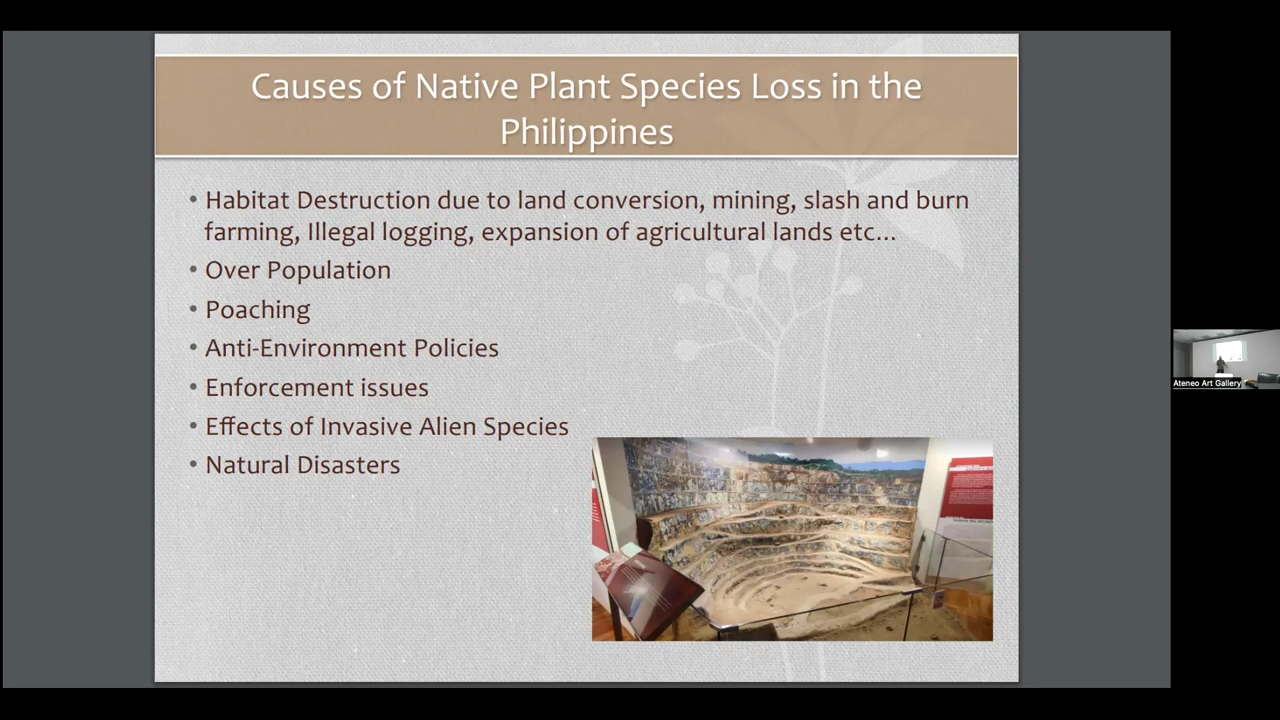 Causes of Native Plant Species Loss in the
Philippines
• Habitat Destruction due to land conversion, mining, slash and burn
farming, Illegal logging, expansion of agricultural lands etc...
• Over Population
• Poaching
• Anti-Environment Policies
• Enforcement issues
• Effects of Invasive Alien Species
• Natural Disasters
Ateneo Art Gallery